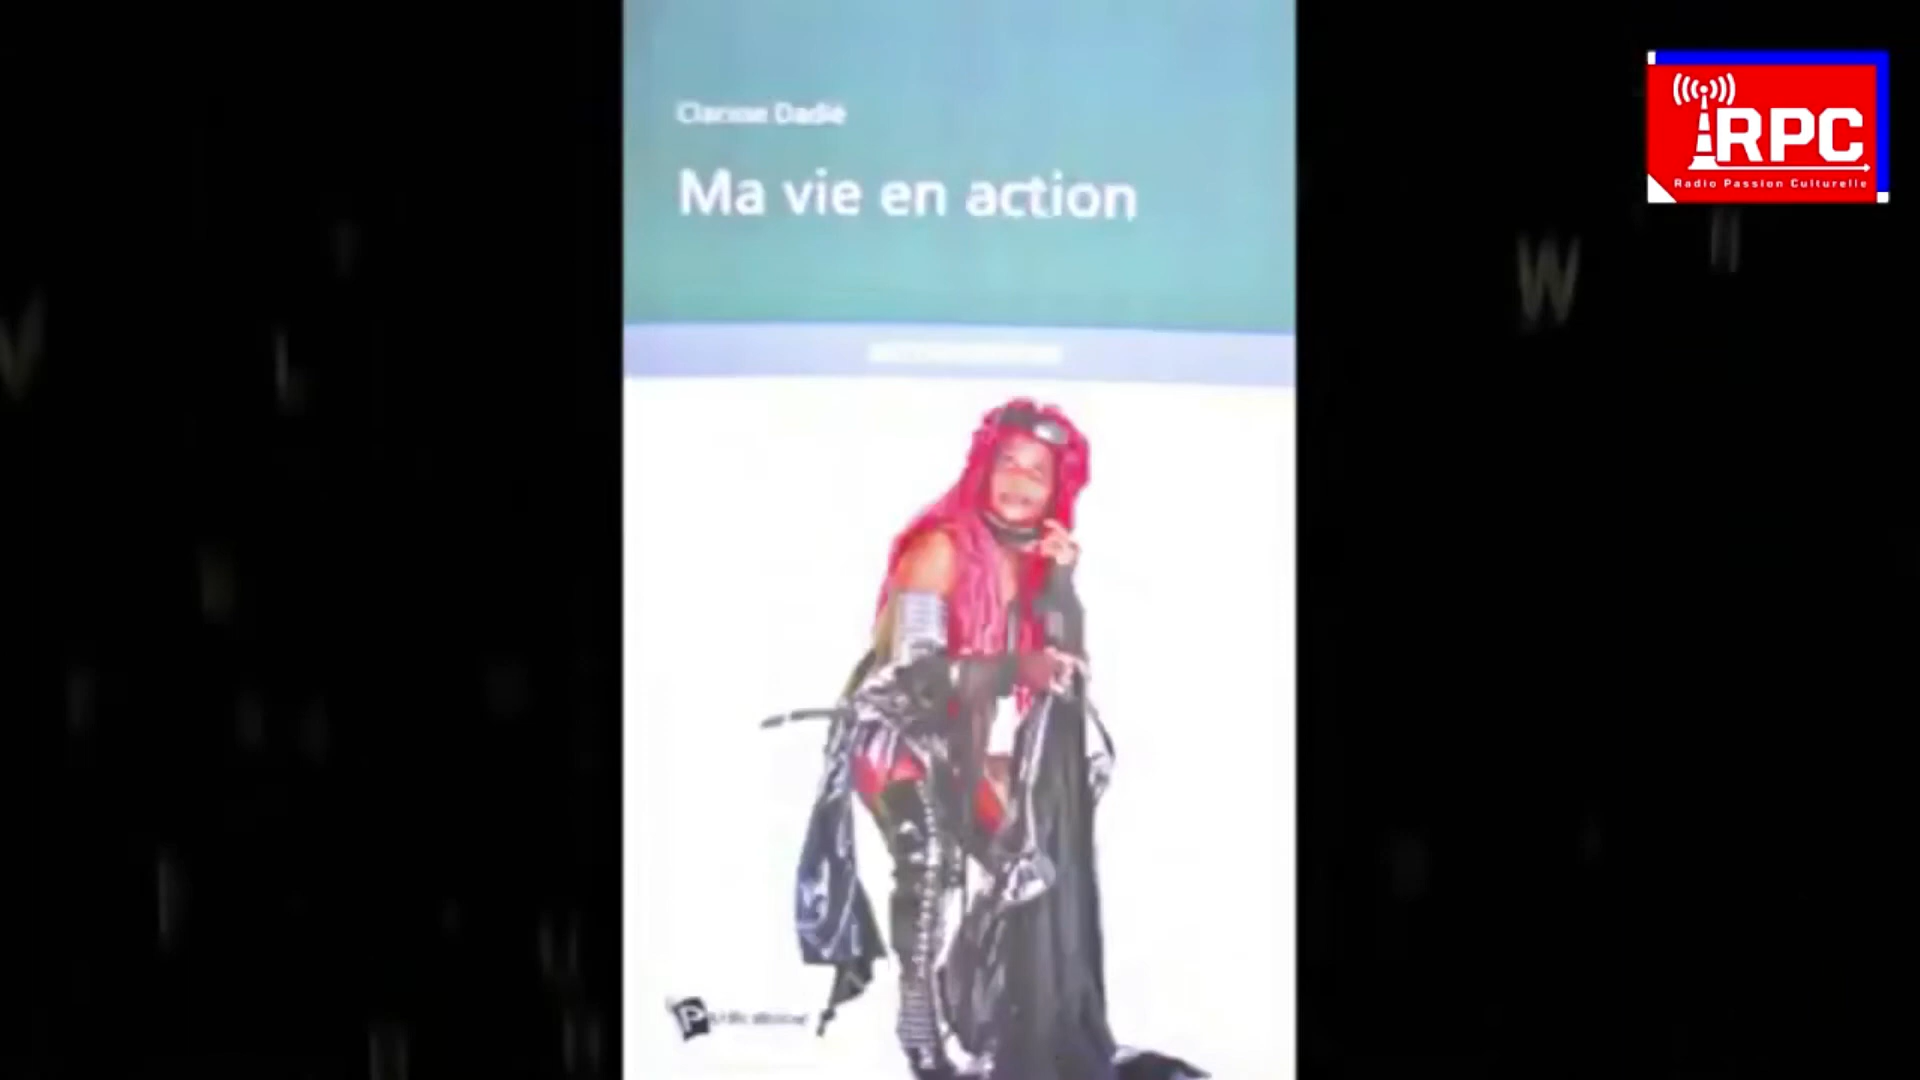 Clarisse Dadié
Ma vie en action
RPC
Radio Passion Culturelle
W